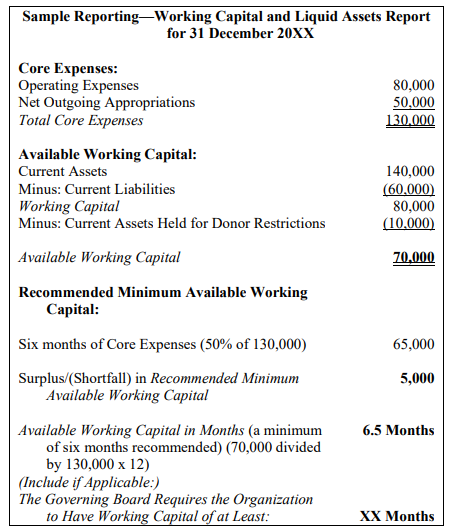 Sample Reporting—Working Capital and Liquid Assets Report
for 31 December 20XX
Core Expenses:
Operating Expenses 80,000
Net Outgoing Appropriations 50,000
Total Core Expenses 130,000
Available Working Capital:
Current Assets 140,000
Minus: Current Liabilities (60,000)
Working Capital 80,000
Minus: Current Assets Held for Donor Restrictions (10,000)
Available Working Capital 70,000
Recommended Minimum Available Working
Capital:
Six months of Core Expenses (50% of 130,000) 65,000
Surplus/(Shortfall) in Recommended Minimum 5,000
Available Working Capital
Available Working Capital in Months (a minimum 6.5 Months
of six months recommended) (70,000 divided
by 130,000 x 12)
(Include if Applicable:)
The Governing Board Requires the Organization
to Have Working Capital of at Least: XX Months